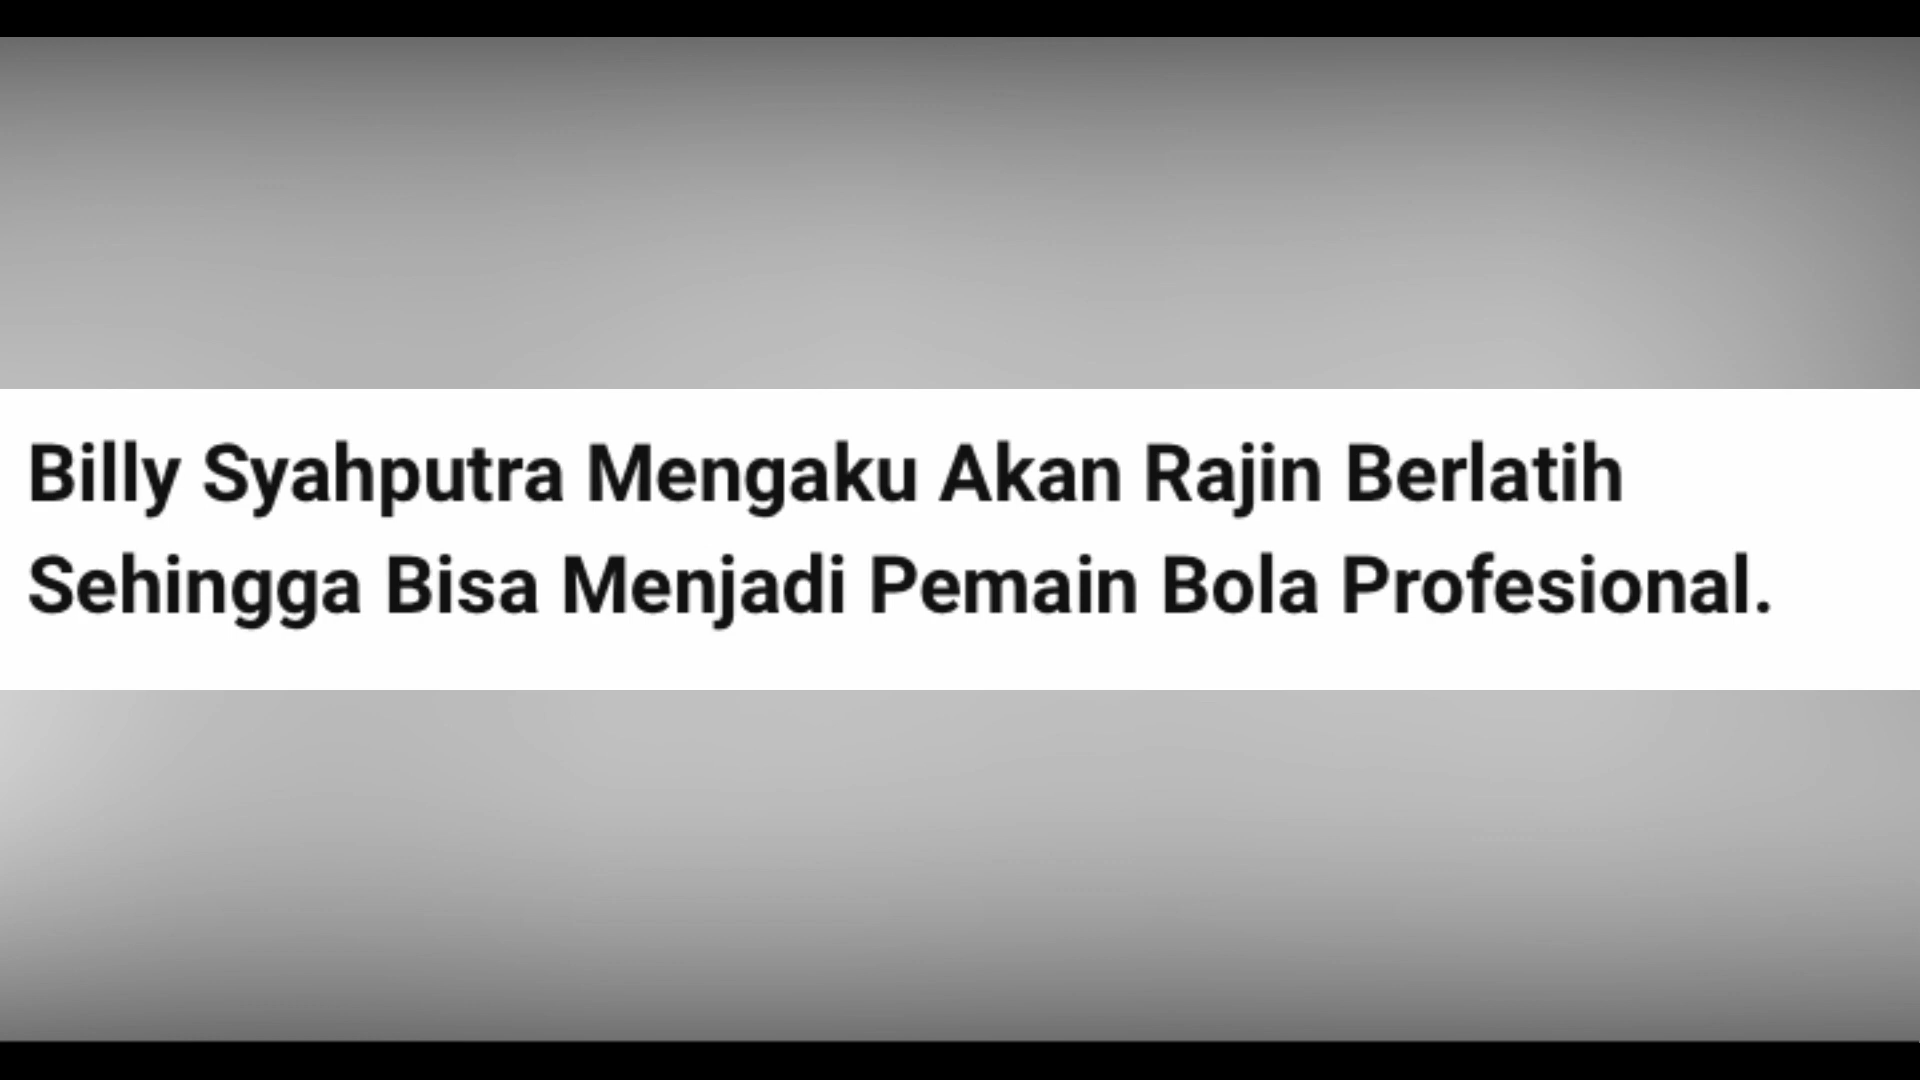 Billy Syahputra Mengaku Akan Rajin Berlatih
Sehingga Bisa Menjadi Pemain Bola Profesional.